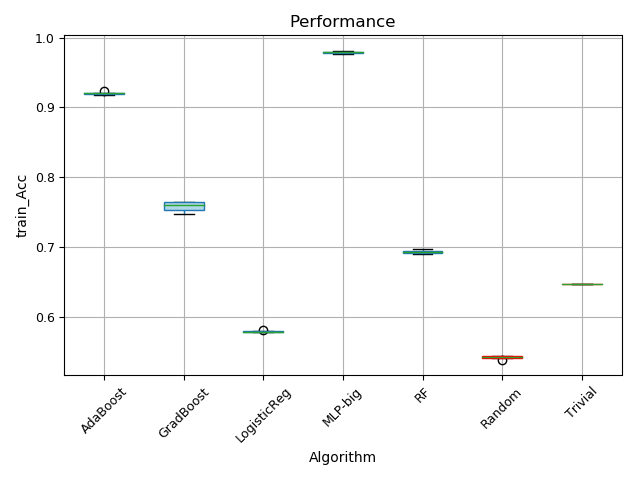 Performance
1.0
0.9
0.8
0.7
0.6
train_Acc
AdaBoost
GradBoost
LogisticReg
MLP-big
RF
Random
Trivial
Algorithm